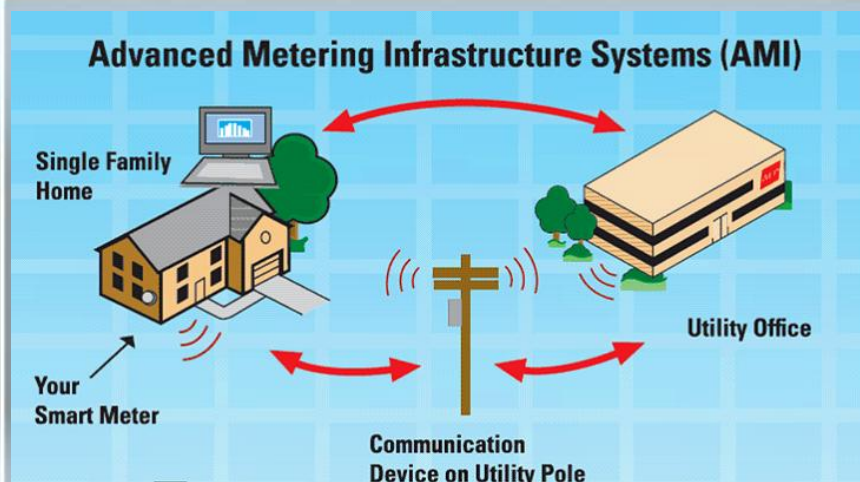 Advanced Metering Infrastructure Systems (AMI)
Single Family
Home
Utility Office
Your
Smart Meter
Communication
Device on Utility Pole